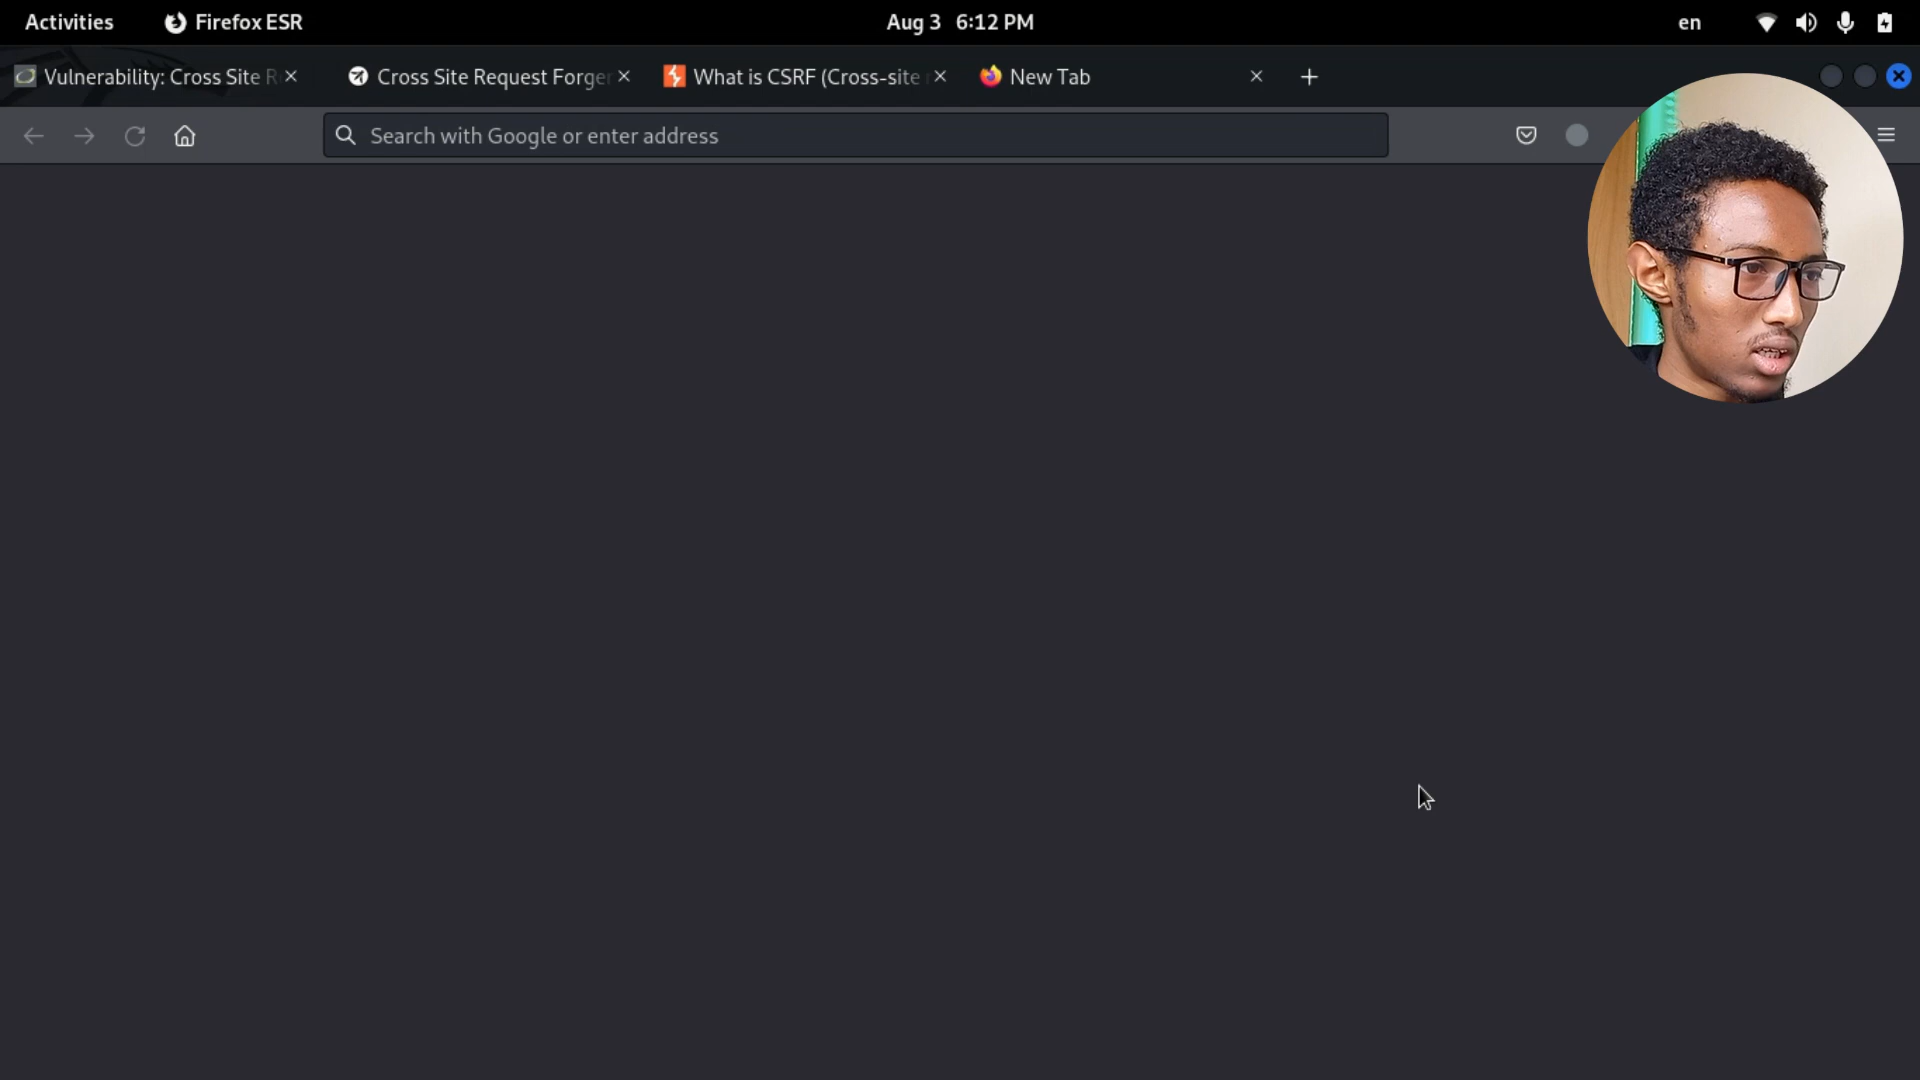 Activities Firefox ESR Aug 3 6:12 PM en
Vulnerability: Cross Site R Cross Site Request Forger What is CSRF (Cross-site New Tab
Search with Google or enter address